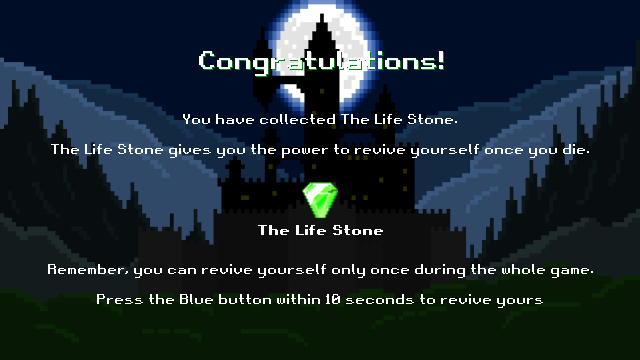 Congratulations!
You have collected The Life Stone.
The Life Stone gives you the power to revive yourself once you die.
The Life Stone
Remember, you can revive yourself only once during the whole game.
Press the Blue button within 10 seconds to revive yours